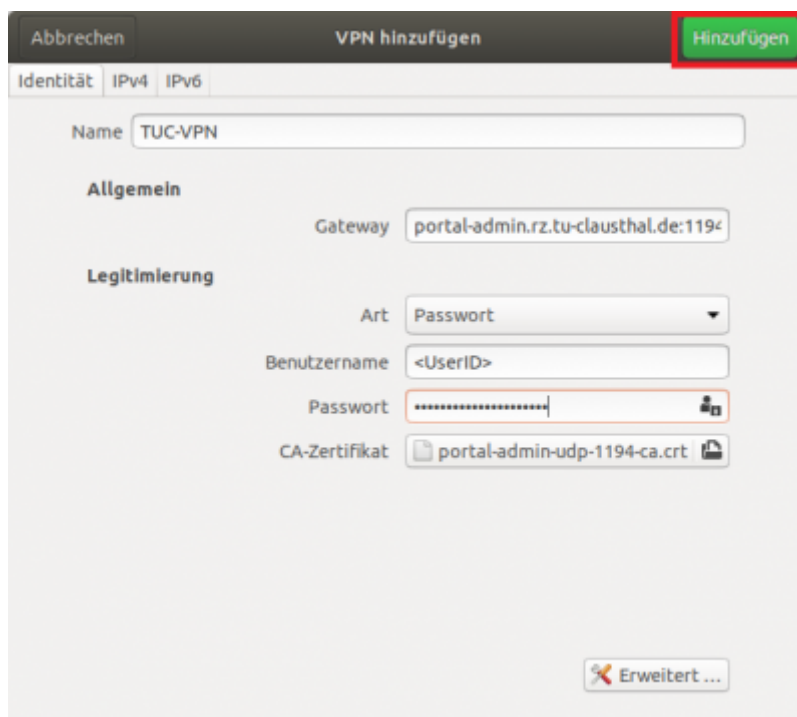 Abbrechen VPN hinzufügen Hinzufügen
Identität IPv4 IPv6
Name TUC-VPN
Allgemein
Gateway portal-admin.rz.tu-clausthal.de:1194
Legitimierung
Art Passwort
Benutzername <UserID>
Passwort •••••••••••••••••••••
CA-Zertifikat portal-admin-udp-1194-ca.crt
Erweitert ...